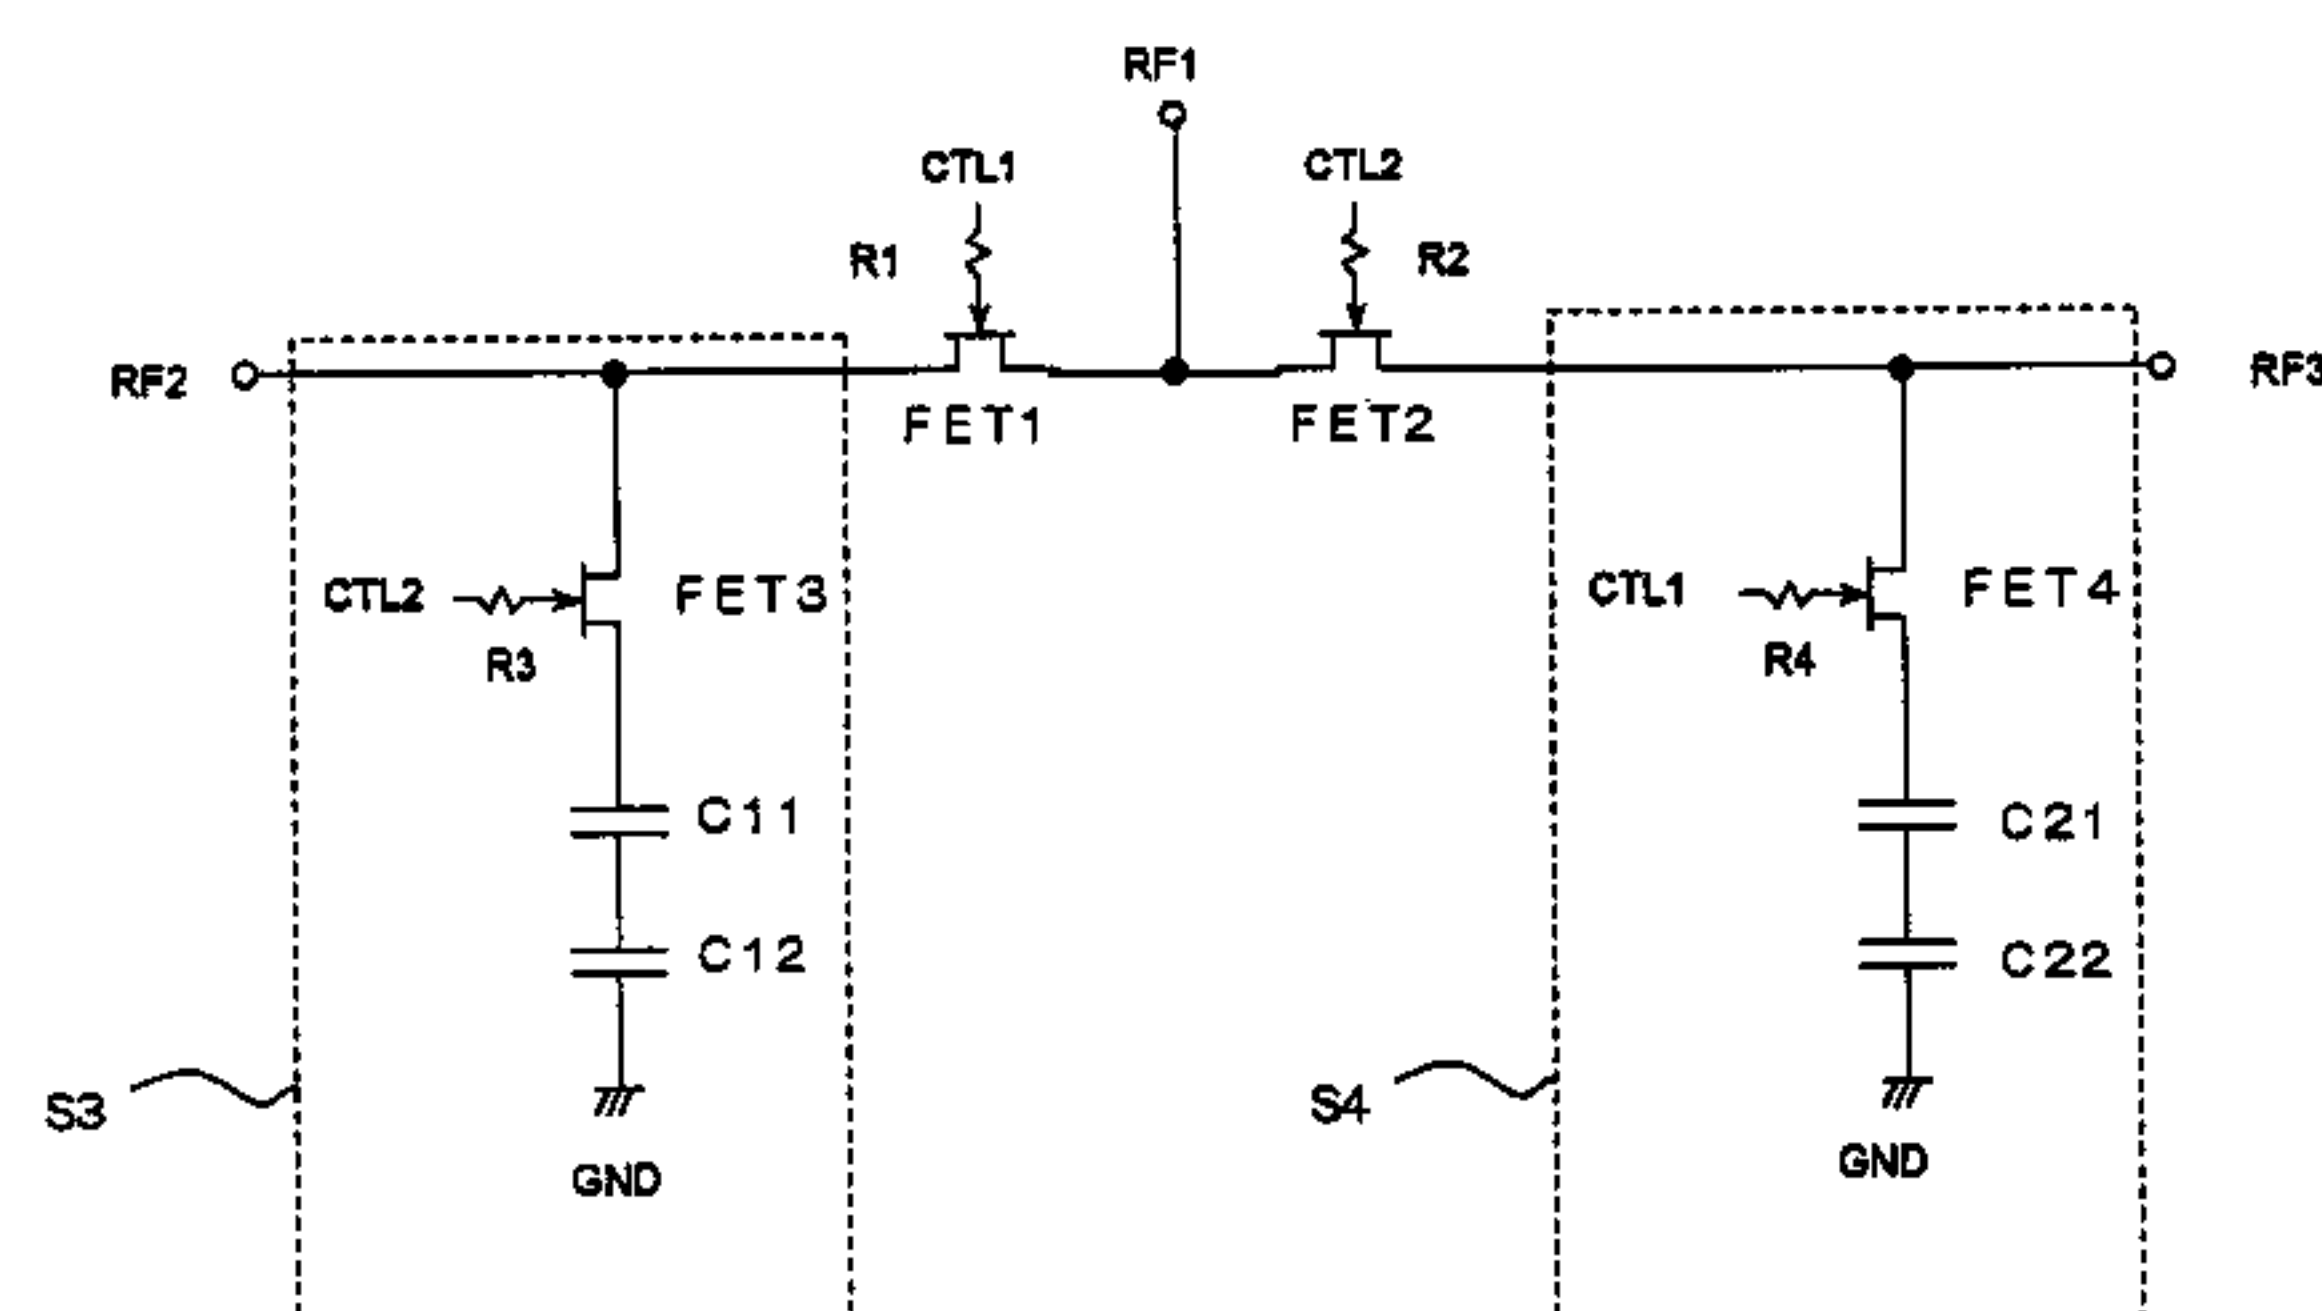 RF1
CTL1
CTL2
R1
R2
RF2
RF3
FET1
FET2
CTL2
FET3
CTL1
FET4
R3
R4
C11
C21
C12
C22
S3
S4
GND
GND